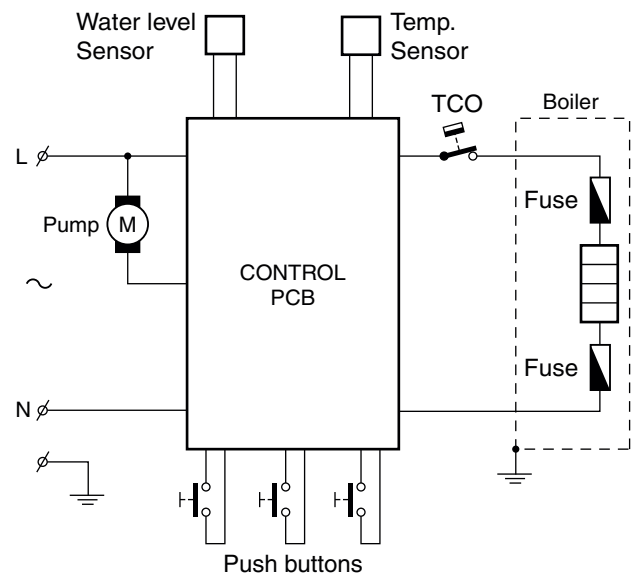 Water level
Sensor
Temp.
Sensor
TCO
Boiler
L
Fuse
Pump
M
CONTROL
PCB
Fuse
N
Push buttons